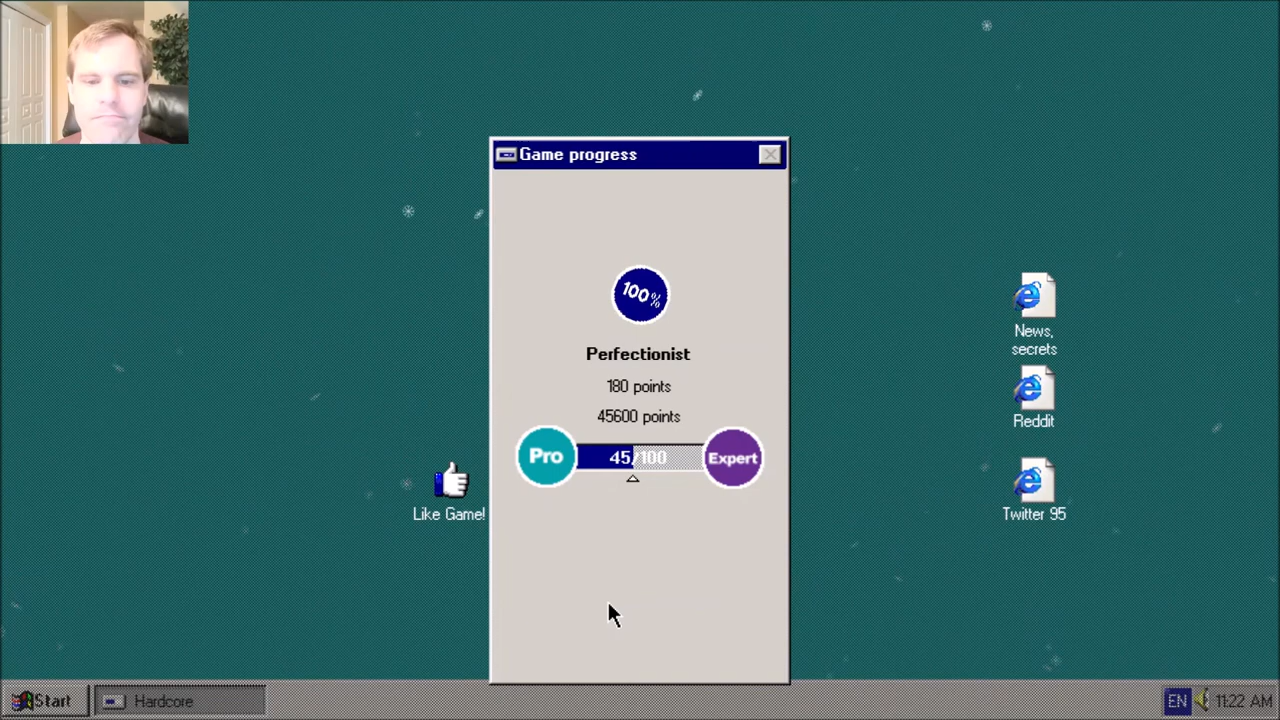 Game progress
100%
Perfectionist
180 points
45600 points
Pro
45/100
Expert
News,
secrets
Reddit
Like Game!
Twitter 95
Start
Hardcore
EN
11:22 AM